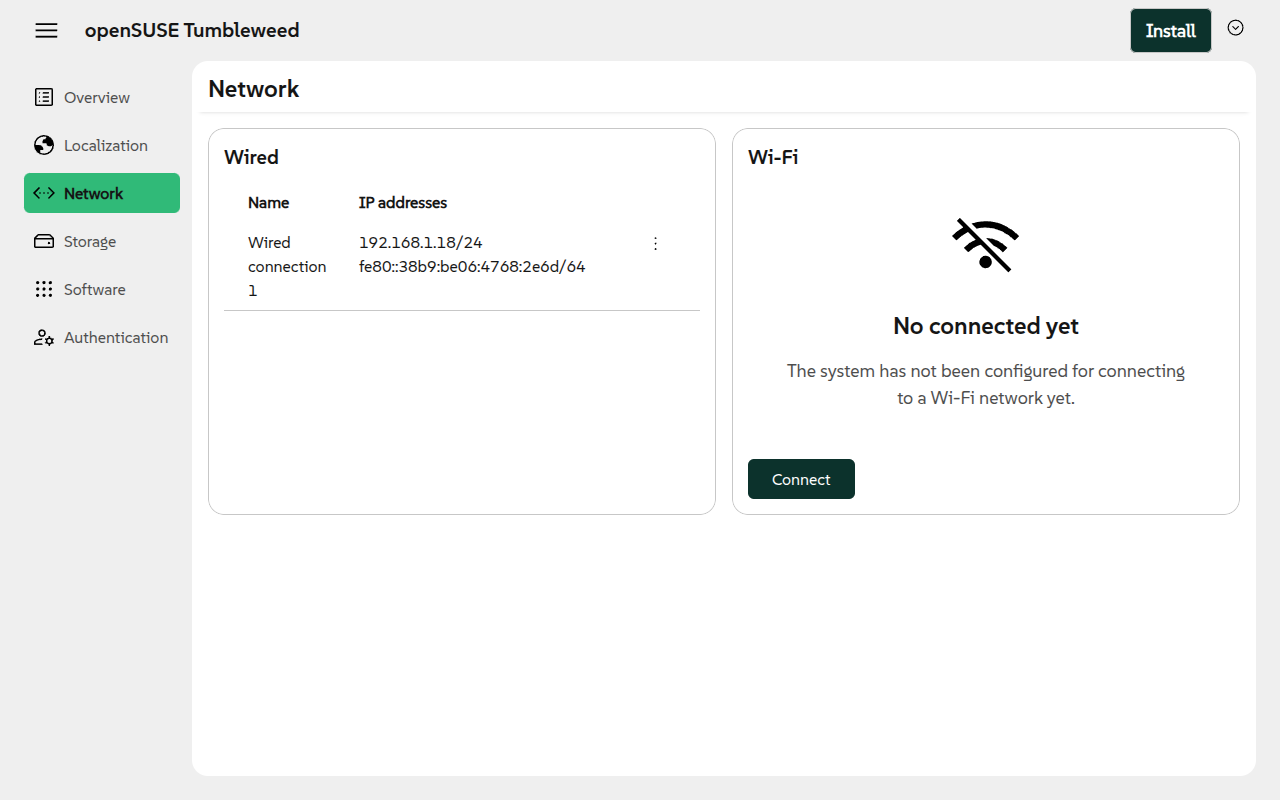 openSUSE Tumbleweed
Install
Overview
Localization
Network
Storage
Software
Authentication
Network
Wired
Name IP addresses
Wired 192.168.1.18/24
connection fe80::38b9:be06:4768:2e6d/64
1
Wi-Fi
No connected yet
The system has not been configured for connecting
to a Wi-Fi network yet.
Connect